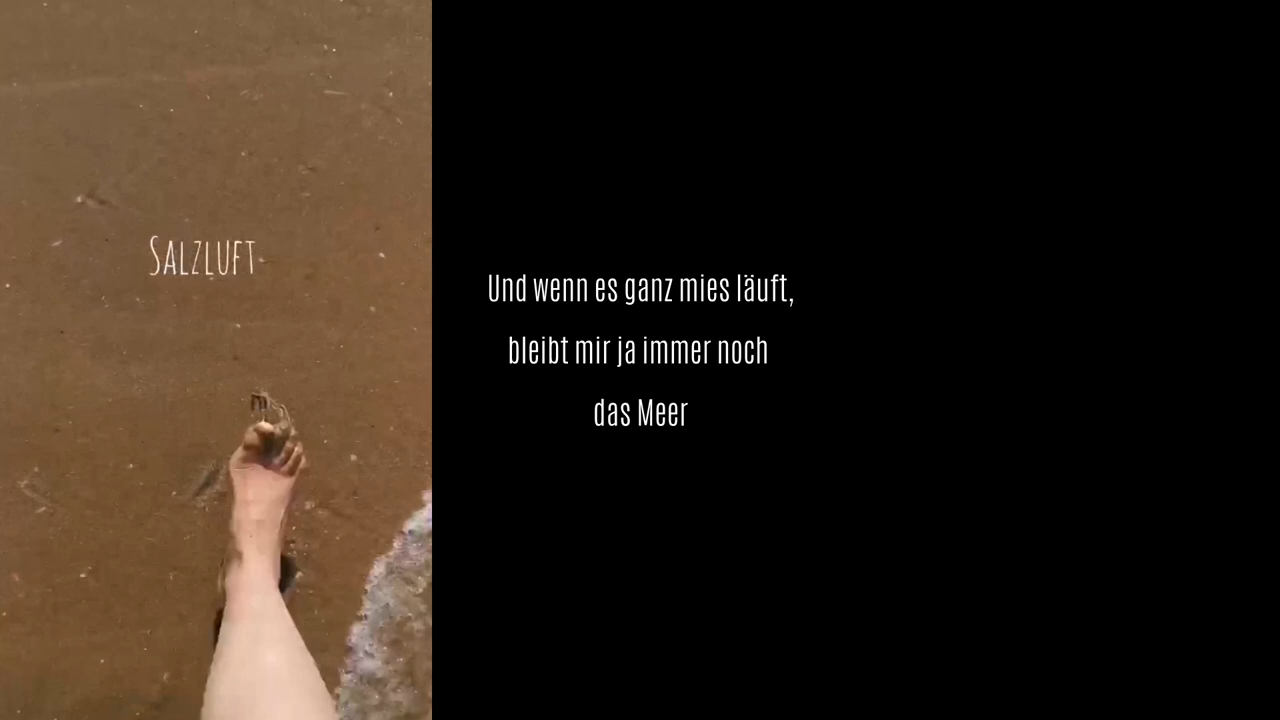 Salzluft
Und wenn es ganz mies läuft,
bleibt mir ja immer noch
das Meer